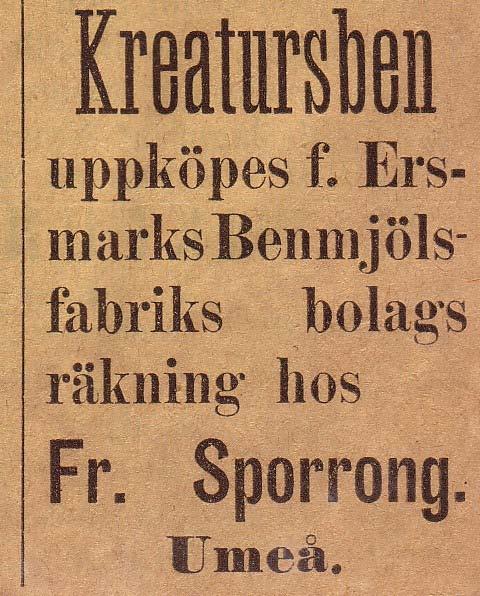 Kreatursben
uppköpes f. Ers-
marks Benmjöls-
fabriks bolags
räkning hos
Fr. Sporrong.
Umeå.